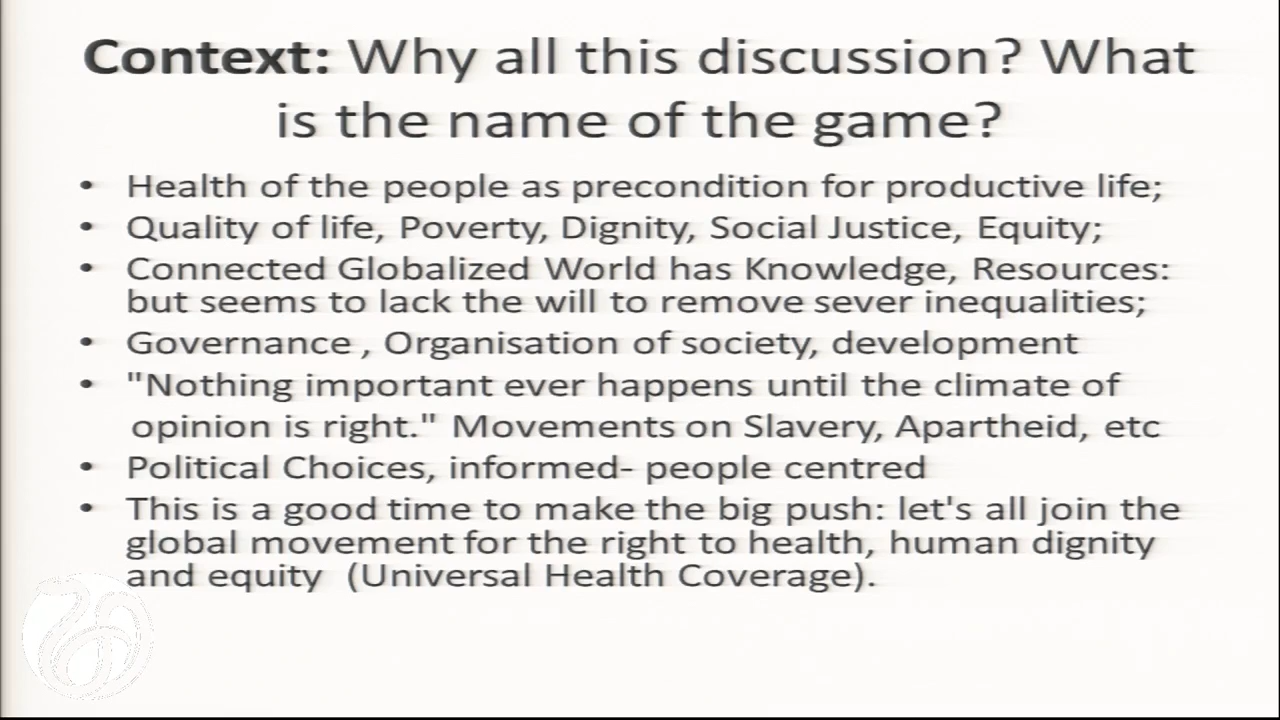 Context: Why all this discussion? What
is the name of the game?
• Health of the people as precondition for productive life;
• Quality of life, Poverty, Dignity, Social Justice, Equity;
• Connected Globalized World has Knowledge, Resources:
but seems to lack the will to remove sever inequalities;
• Governance , Organisation of society, development
• "Nothing important ever happens until the climate of
opinion is right." Movements on Slavery, Apartheid, etc
• Political Choices, informed- people centred
• This is a good time to make the big push: let's all join the
global movement for the right to health, human dignity
and equity (Universal Health Coverage).